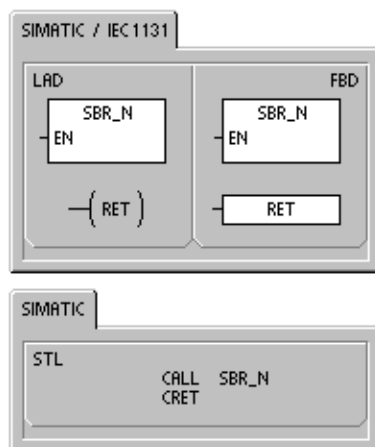 SIMATIC / IEC1131
LAD FBD
SBR_N SBR_N
EN EN
RET RET
SIMATIC
STL
CALL SBR_N
CRET